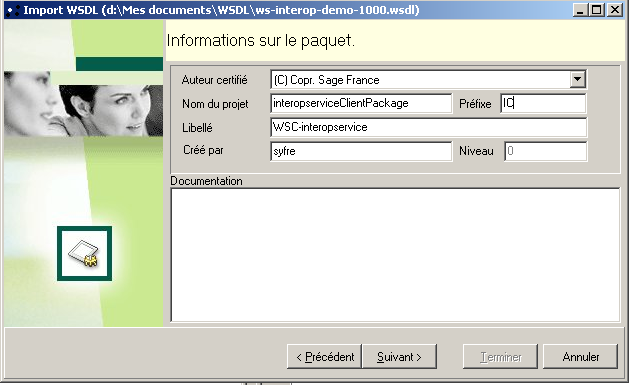 Import WSDL (d:\Mes documents\WSDL\ws-interop-demo-1000.wsdl)
Informations sur le paquet.
Auteur certifié (C) Copr. Sage France
Nom du projet interopserviceClientPackage Préfixe IC
Libellé WSC-interopservice
Créé par syfre Niveau 0
Documentation
< Précédent Suivant > Terminer Annuler